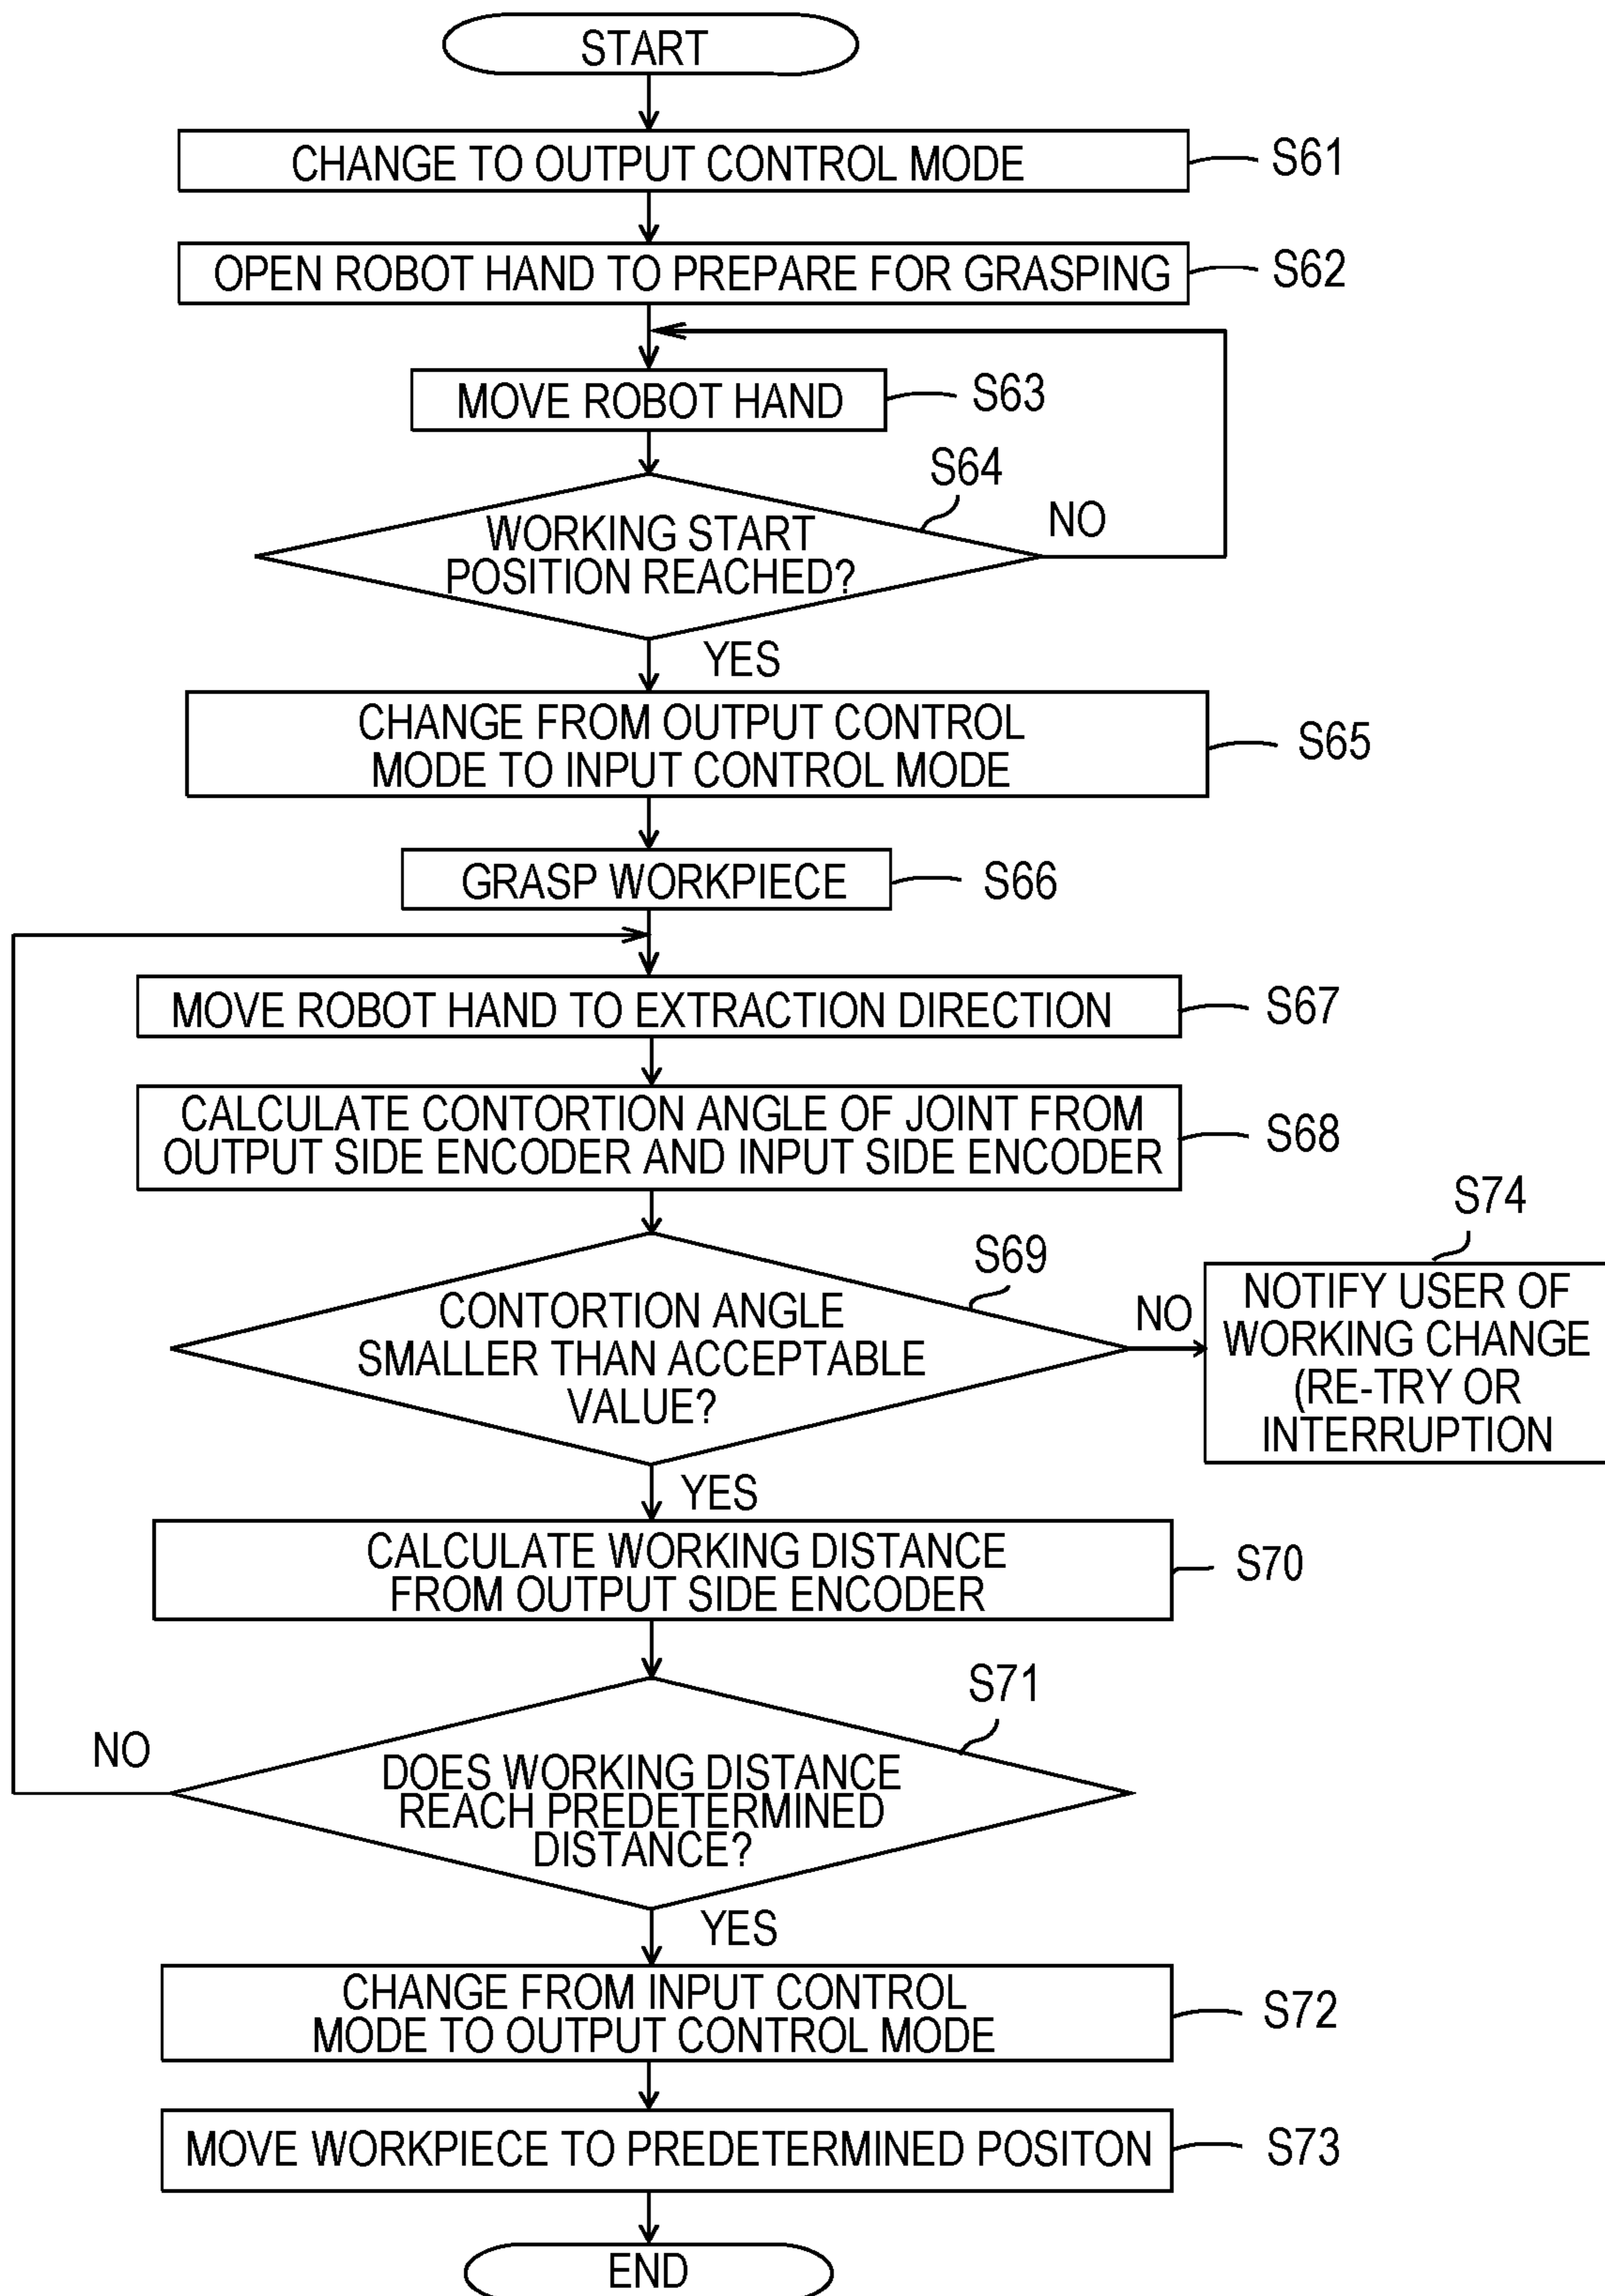 START
CHANGE TO OUTPUT CONTROL MODE
S61
OPEN ROBOT HAND TO PREPARE FOR GRASPING
S62
MOVE ROBOT HAND
S63
S64
WORKING START
POSITION REACHED?
NO
YES
CHANGE FROM OUTPUT CONTROL
MODE TO INPUT CONTROL MODE
S65
GRASP WORKPIECE
S66
MOVE ROBOT HAND TO EXTRACTION DIRECTION
S67
CALCULATE CONTORTION ANGLE OF JOINT FROM
OUTPUT SIDE ENCODER AND INPUT SIDE ENCODER
S68
S69
CONTORTION ANGLE
SMALLER THAN ACCEPTABLE
VALUE?
NO
S74
NOTIFY USER OF
WORKING CHANGE
(RE-TRY OR
INTERRUPTION
YES
CALCULATE WORKING DISTANCE
FROM OUTPUT SIDE ENCODER
S70
S71
NO
DOES WORKING DISTANCE
REACH PREDETERMINED
DISTANCE?
YES
CHANGE FROM INPUT CONTROL
MODE TO OUTPUT CONTROL MODE
S72
MOVE WORKPIECE TO PREDETERMINED POSITON
S73
END